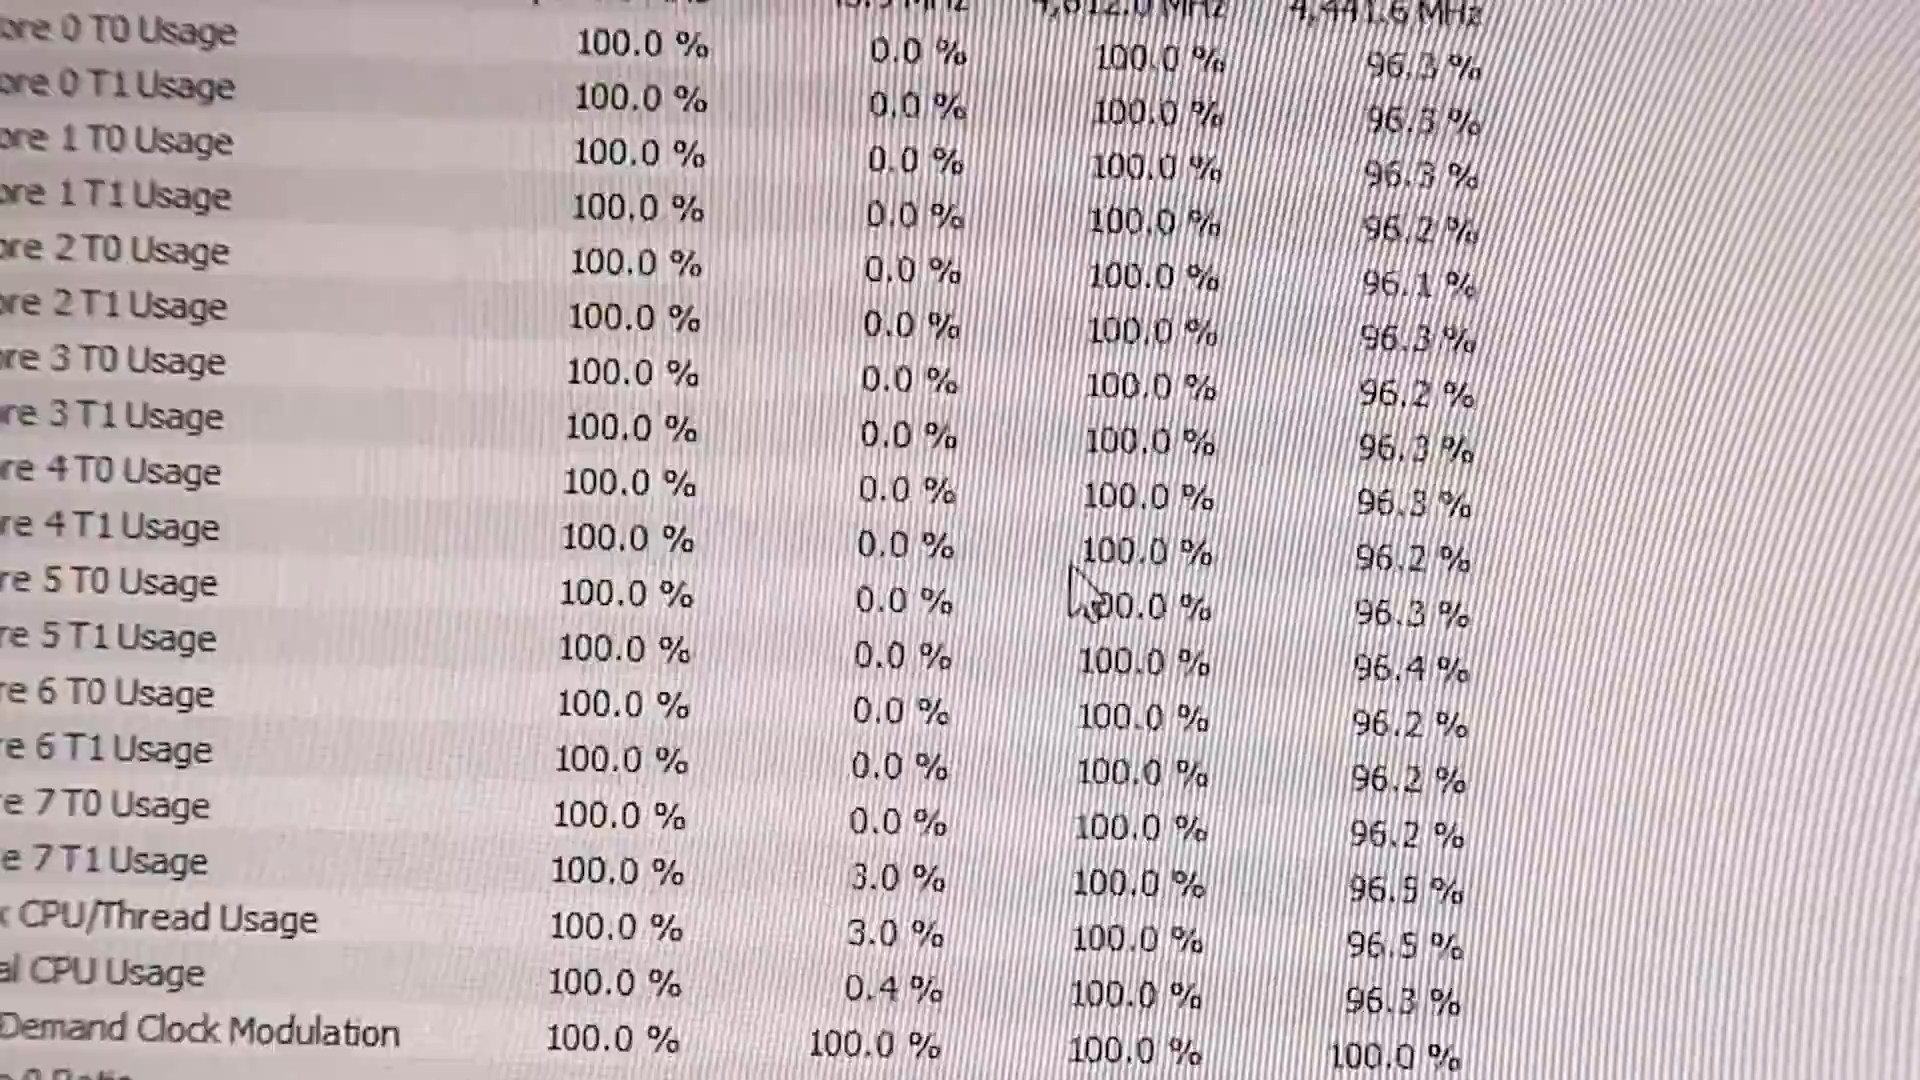 MHz 4,441.6 MHz
ore 0 T0 Usage 100.0 % 0.0 % 100.0 % 96.3 %
ore 0 T1 Usage 100.0 % 0.0 % 100.0 % 96.3 %
ore 1 T0 Usage 100.0 % 0.0 % 100.0 % 96.3 %
ore 1 T1 Usage 100.0 % 0.0 % 100.0 % 96.2 %
ore 2 T0 Usage 100.0 % 0.0 % 100.0 % 96.1 %
ore 2 T1 Usage 100.0 % 0.0 % 100.0 % 96.3 %
re 3 T0 Usage 100.0 % 0.0 % 100.0 % 96.2 %
re 3 T1 Usage 100.0 % 0.0 % 100.0 % 96.3 %
re 4 T0 Usage 100.0 % 0.0 % 100.0 % 96.3 %
re 4 T1 Usage 100.0 % 0.0 % 100.0 % 96.2 %
re 5 T0 Usage 100.0 % 0.0 % 00.0 % 96.3 %
re 5 T1 Usage 100.0 % 0.0 % 100.0 % 96.4 %
re 6 T0 Usage 100.0 % 0.0 % 100.0 % 96.2 %
re 6 T1 Usage 100.0 % 0.0 % 100.0 % 96.2 %
e 7 T0 Usage 100.0 % 0.0 % 100.0 % 96.2 %
e 7 T1 Usage 100.0 % 3.0 % 100.0 % 96.5 %
x CPU/Thread Usage 100.0 % 3.0 % 100.0 % 96.5 %
al CPU Usage 100.0 % 0.4 % 100.0 % 96.3 %
Demand Clock Modulation 100.0 % 100.0 % 100.0 % 100.0 %